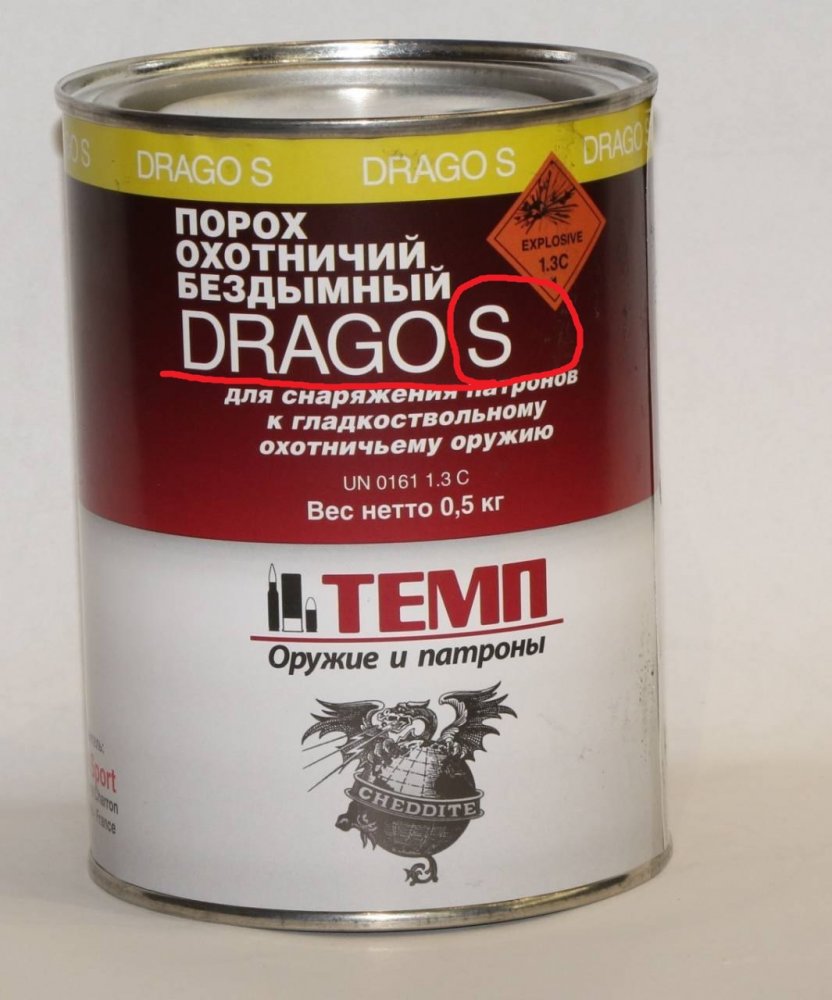 DRAGO S DRAGO S DRAGO
ПОРОХ
ОХОТНИЧИЙ
БЕЗДЫМНЫЙ
EXPLOSIVE
1.3C
DRAGO S
для снаряжения патронов
к гладкоствольному
охотничьему оружию
UN 0161 1.3 C
Вес нетто 0,5 кг
ТЕМП
Оружие и патроны
CHEDDITE
France